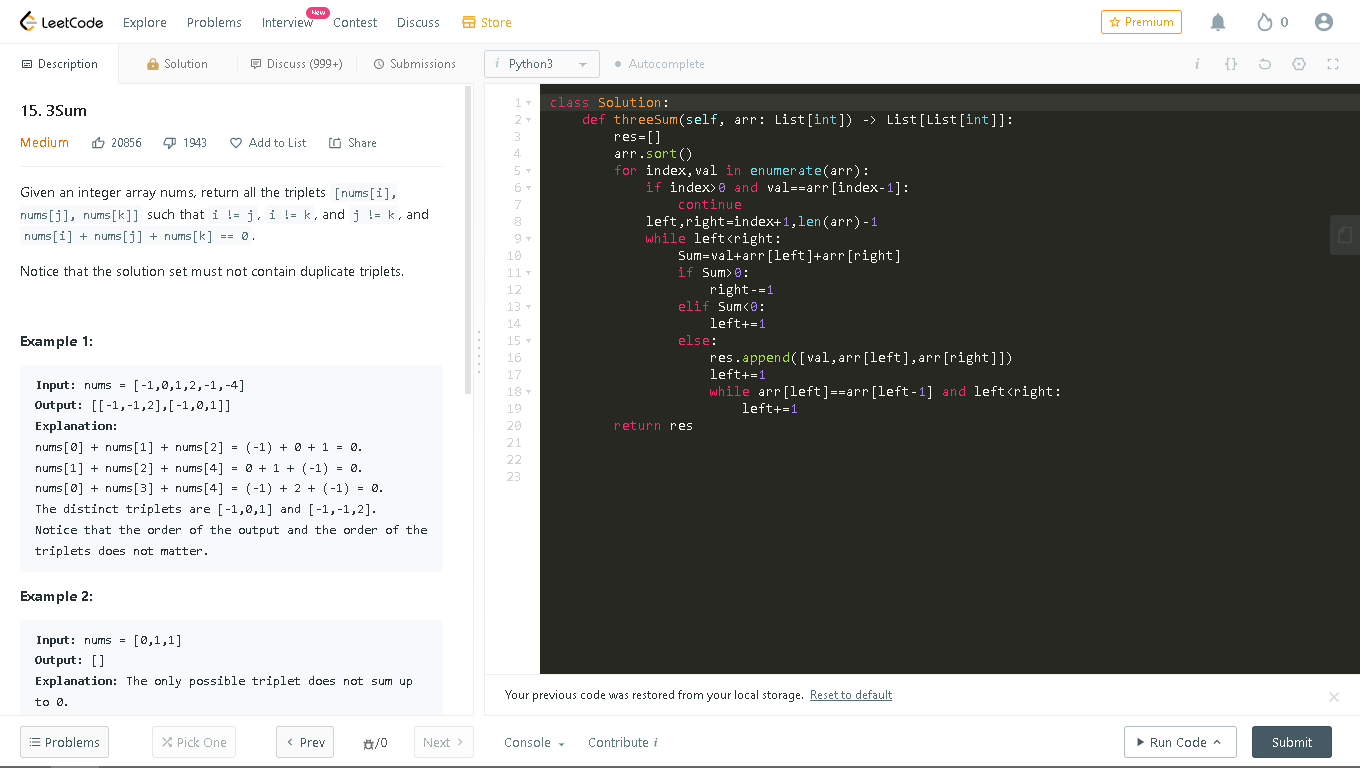 LeetCode Explore Problems Interview New Contest Discuss Store Premium 0
Description Solution Discuss (999+) Submissions i Python3 Autocomplete i {}
15. 3Sum
Medium 20856 1943 Add to List Share
Given an integer array nums, return all the triplets [nums[i],
nums[j], nums[k]] such that i != j, i != k, and j != k, and
nums[i] + nums[j] + nums[k] == 0.
Notice that the solution set must not contain duplicate triplets.
Example 1:
Input: nums = [-1,0,1,2,-1,-4]
Output: [[-1,-1,2],[-1,0,1]]
Explanation:
nums[0] + nums[1] + nums[2] = (-1) + 0 + 1 = 0.
nums[1] + nums[2] + nums[4] = 0 + 1 + (-1) = 0.
nums[0] + nums[3] + nums[4] = (-1) + 2 + (-1) = 0.
The distinct triplets are [-1,0,1] and [-1,-1,2].
Notice that the order of the output and the order of the
triplets does not matter.
Example 2:
Input: nums = [0,1,1]
Output: []
Explanation: The only possible triplet does not sum up
to 0.
1 class Solution:
2     def threeSum(self, arr: List[int]) -> List[List[int]]:
3         res=[]
4         arr.sort()
5         for index,val in enumerate(arr):
6             if index>0 and val==arr[index-1]:
7                 continue
8             left,right=index+1,len(arr)-1
9             while left<right:
10                 Sum=val+arr[left]+arr[right]
11                 if Sum>0:
12                     right-=1
13                 elif Sum<0:
14                     left+=1
15                 else:
16                     res.append([val,arr[left],arr[right]])
17                     left+=1
18                     while arr[left]==arr[left-1] and left<right:
19                         left+=1
20         return res
21
22
23
Your previous code was restored from your local storage. Reset to default
Problems Pick One Prev /0 Next Console Contribute i Run Code Submit